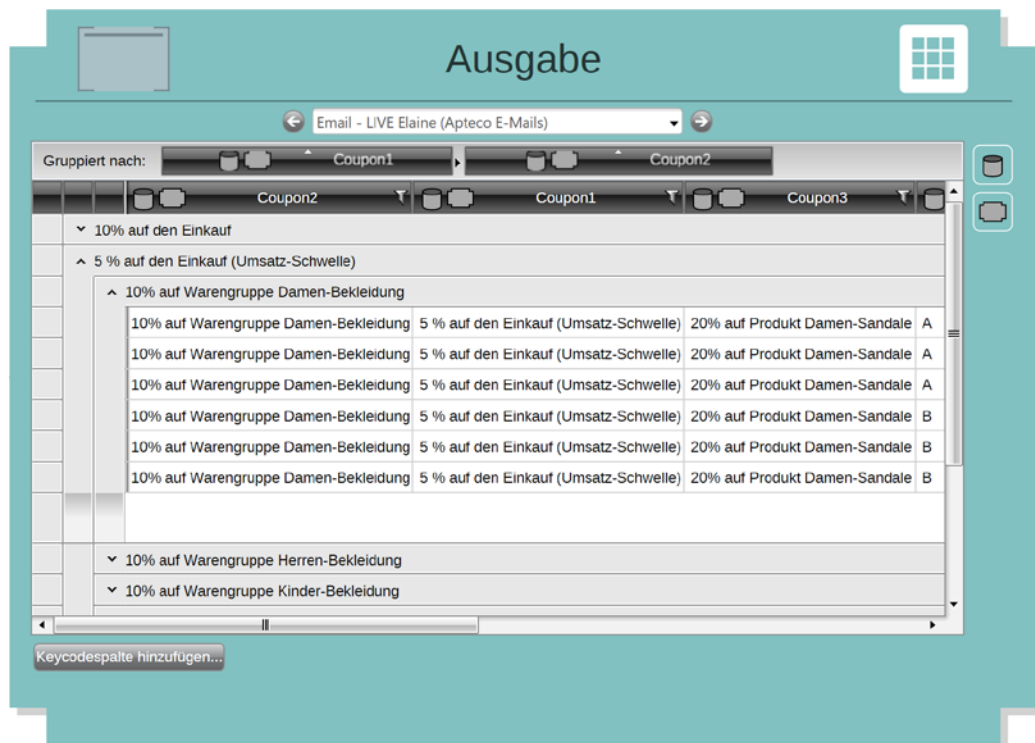 Ausgabe
Email - LIVE Elaine (Apteco E-Mails)
Gruppiert nach: Coupon1 Coupon2
Coupon2 Coupon1 Coupon3
10% auf den Einkauf
5 % auf den Einkauf (Umsatz-Schwelle)
10% auf Warengruppe Damen-Bekleidung
10% auf Warengruppe Damen-Bekleidung 5 % auf den Einkauf (Umsatz-Schwelle) 20% auf Produkt Damen-Sandale A
10% auf Warengruppe Damen-Bekleidung 5 % auf den Einkauf (Umsatz-Schwelle) 20% auf Produkt Damen-Sandale A
10% auf Warengruppe Damen-Bekleidung 5 % auf den Einkauf (Umsatz-Schwelle) 20% auf Produkt Damen-Sandale A
10% auf Warengruppe Damen-Bekleidung 5 % auf den Einkauf (Umsatz-Schwelle) 20% auf Produkt Damen-Sandale B
10% auf Warengruppe Damen-Bekleidung 5 % auf den Einkauf (Umsatz-Schwelle) 20% auf Produkt Damen-Sandale B
10% auf Warengruppe Damen-Bekleidung 5 % auf den Einkauf (Umsatz-Schwelle) 20% auf Produkt Damen-Sandale B
10% auf Warengruppe Herren-Bekleidung
10% auf Warengruppe Kinder-Bekleidung
Keycodespalte hinzufügen...